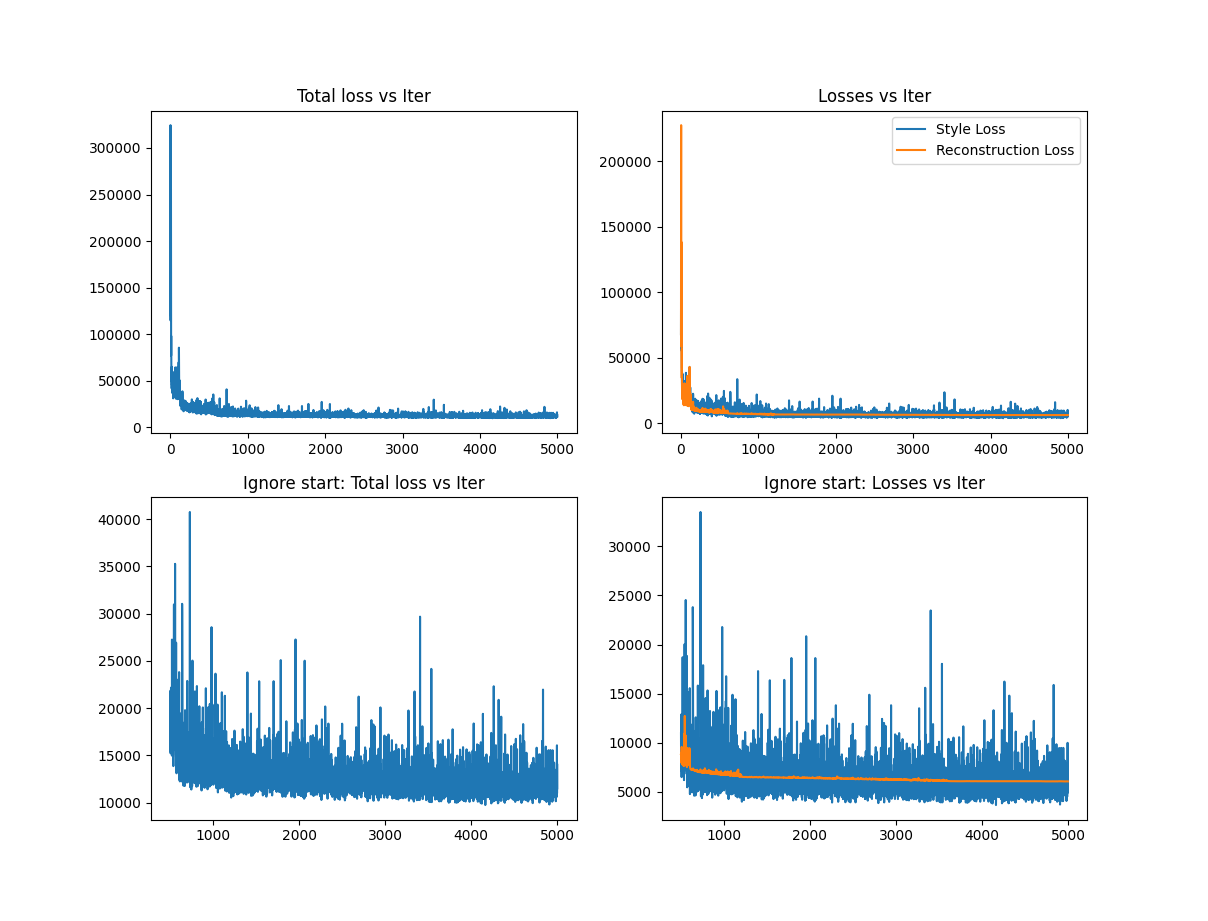 Total loss vs Iter
300000
250000
200000
150000
100000
50000
0
0 1000 2000 3000 4000 5000
Losses vs Iter
Style Loss
Reconstruction Loss
200000
150000
100000
50000
0
0 1000 2000 3000 4000 5000
Ignore start: Total loss vs Iter
40000
35000
30000
25000
20000
15000
10000
1000 2000 3000 4000 5000
Ignore start: Losses vs Iter
30000
25000
20000
15000
10000
5000
1000 2000 3000 4000 5000